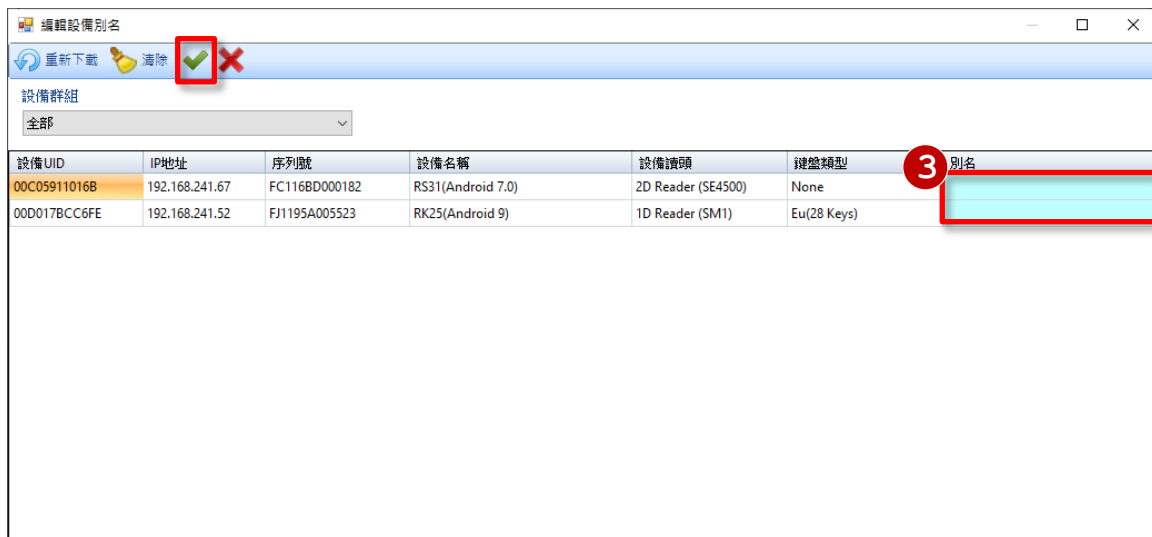 編輯設備別名
重新下載 清除
設備群組
全部
設備UID IP地址 序列號 設備名稱 設備讀頭 鍵盤類型 3 別名
00C05911016B 192.168.241.67 FC116BD000182 RS31(Android 7.0) 2D Reader (SE4500) None
00D017BCC6FE 192.168.241.52 FJ1195A005523 RK25(Android 9) 1D Reader (SM1) Eu(28 Keys)